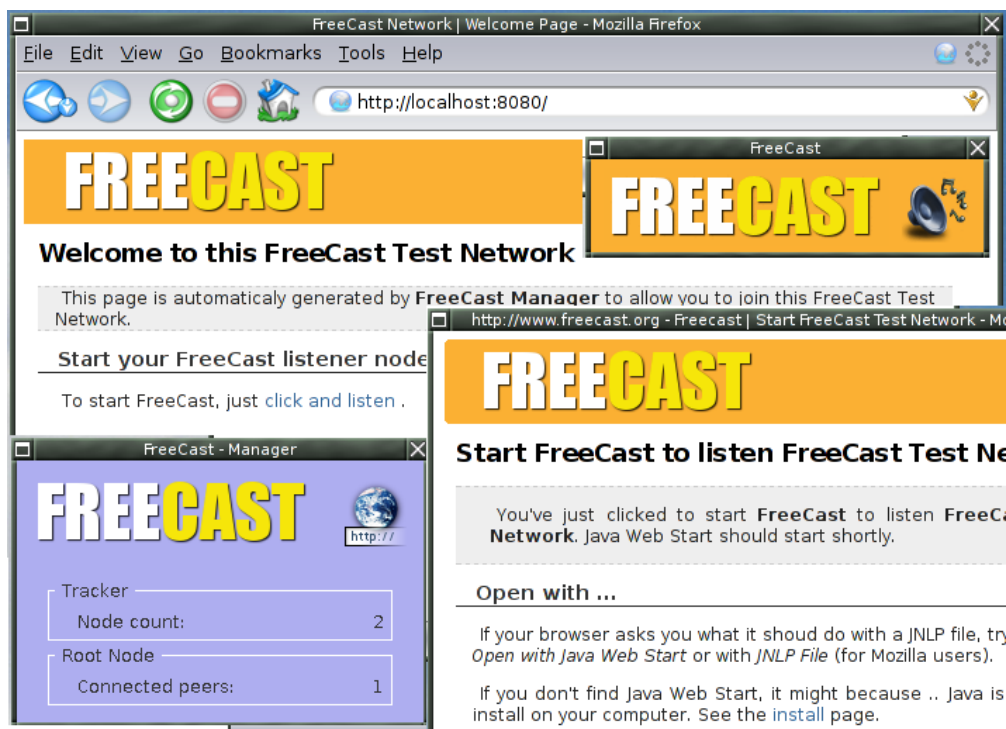 FreeCast Network | Welcome Page - Mozilla Firefox
File Edit View Go Bookmarks Tools Help
http://localhost:8080/
FREECAST
Welcome to this FreeCast Test Network
This page is automaticaly generated by FreeCast Manager to allow you to join this FreeCast Test
Network.
Start your FreeCast listener node
To start FreeCast, just click and listen .
FreeCast
FREECAST
http://www.freecast.org - Freecast | Start FreeCast Test Network - Mo
FREECAST
Start FreeCast to listen FreeCast Test Ne
You've just clicked to start FreeCast to listen FreeCa
Network. Java Web Start should start shortly.
Open with ...
If your browser asks you what it shoud do with a JNLP file, try
Open with Java Web Start or with JNLP File (for Mozilla users).
If you don't find Java Web Start, it might because .. Java is
install on your computer. See the install page.
FreeCast - Manager
FREECAST
http://
Tracker
Node count: 2
Root Node
Connected peers: 1